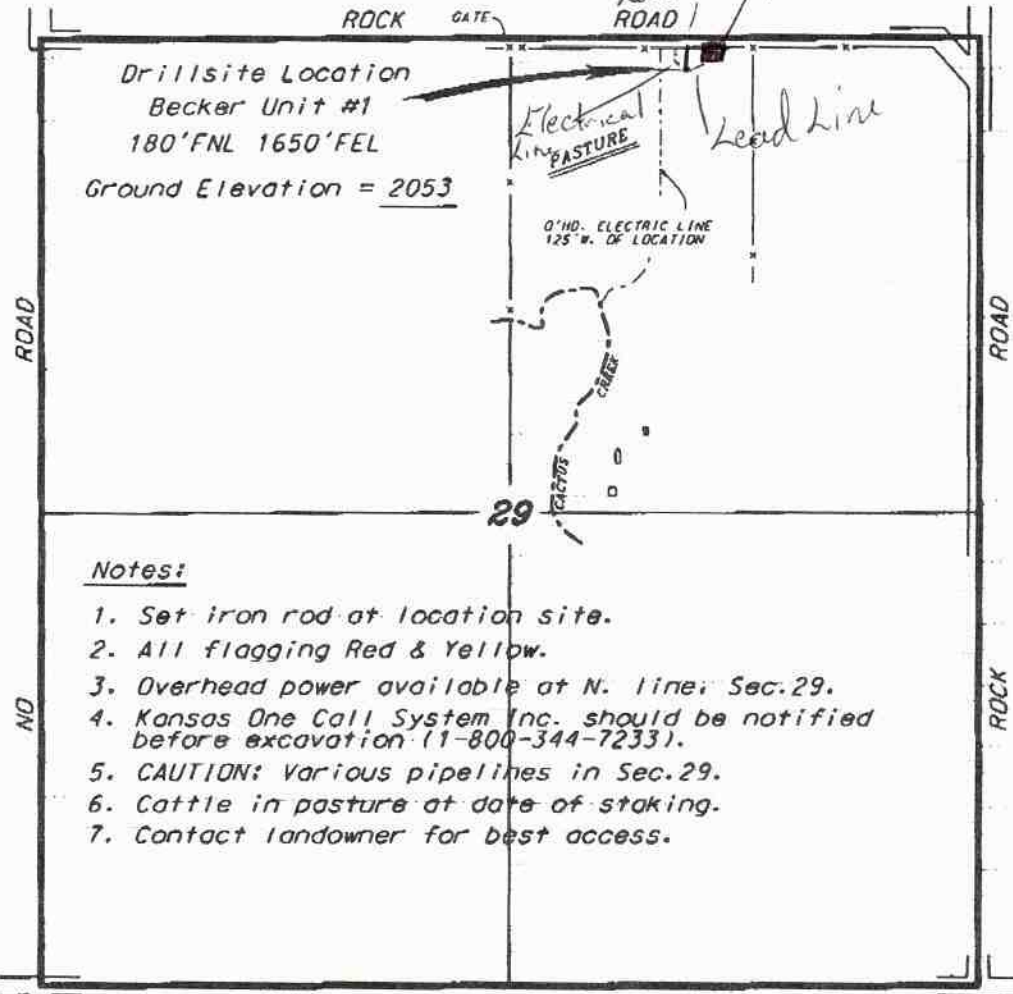 ROCK
GATE
ROAD
Drillsite Location
Becker Unit #1
180'FNL 1650'FEL
Ground Elevation = 2053
Electrical
Line
PASTURE
Lead Line
O'HD. ELECTRIC LINE
125'W. OF LOCATION
ROAD
ROAD
CREEK
CACTUS
29
Notes:
1. Set iron rod at location site.
2. All flagging Red & Yellow.
3. Overhead power available at N. line, Sec.29.
4. Kansas One Call System Inc. should be notified
before excavation (1-800-344-7233).
5. CAUTION: Various pipelines in Sec.29.
6. Cattle in pasture at date of staking.
7. Contact landowner for best access.
NO
ROCK